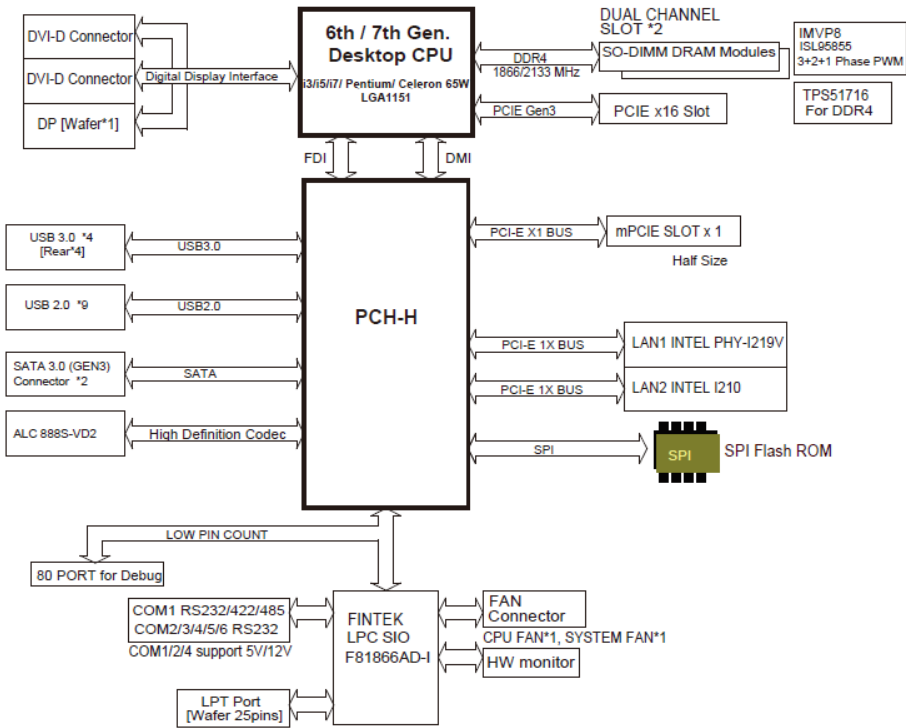 DVI-D Connector
DVI-D Connector
DP [Wafer*1]
Digital Display Interface
6th / 7th Gen.
Desktop CPU
i3/i5/i7/ Pentium/ Celeron 65W
LGA1151
DDR4
1866/2133 MHz
PCIE Gen3
DUAL CHANNEL
SLOT *2
SO-DIMM DRAM Modules
PCIE x16 Slot
IMVP8
ISL95855
3+2+1 Phase PWM
TPS51716
For DDR4
FDI
DMI
USB 3.0 *4
[Rear*4]
USB3.0
USB 2.0 *9
USB2.0
SATA 3.0 (GEN3)
Connector *2
SATA
ALC 888S-VD2
High Definition Codec
PCH-H
PCI-E X1 BUS
mPCIE SLOT x 1
Half Size
PCI-E 1X BUS
LAN1 INTEL PHY-I219V
PCI-E 1X BUS
LAN2 INTEL I210
SPI
SPI
SPI Flash ROM
LOW PIN COUNT
80 PORT for Debug
COM1 RS232/422/485
COM2/3/4/5/6 RS232
COM1/2/4 support 5V/12V
LPT Port
[Wafer 25pins]
FINTEK
LPC SIO
F81866AD-I
FAN
Connector
CPU FAN*1, SYSTEM FAN*1
HW monitor